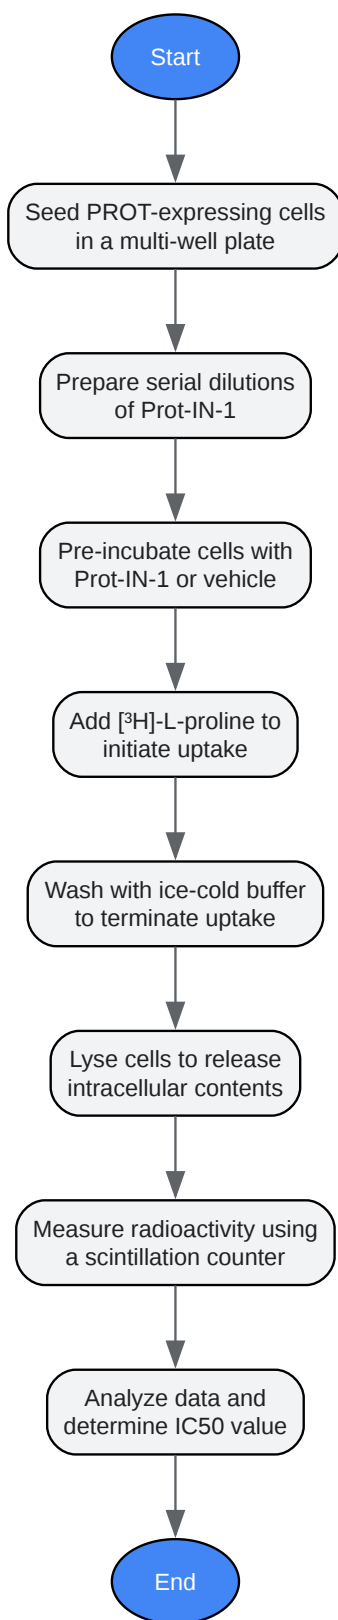 Start
Seed PROT-expressing cells
in a multi-well plate
Prepare serial dilutions
of Prot-IN-1
Pre-incubate cells with
Prot-IN-1 or vehicle
Add [³H]-L-proline to
initiate uptake
Wash with ice-cold buffer
to terminate uptake
Lyse cells to release
intracellular contents
Measure radioactivity using
a scintillation counter
Analyze data and
determine IC50 value
End